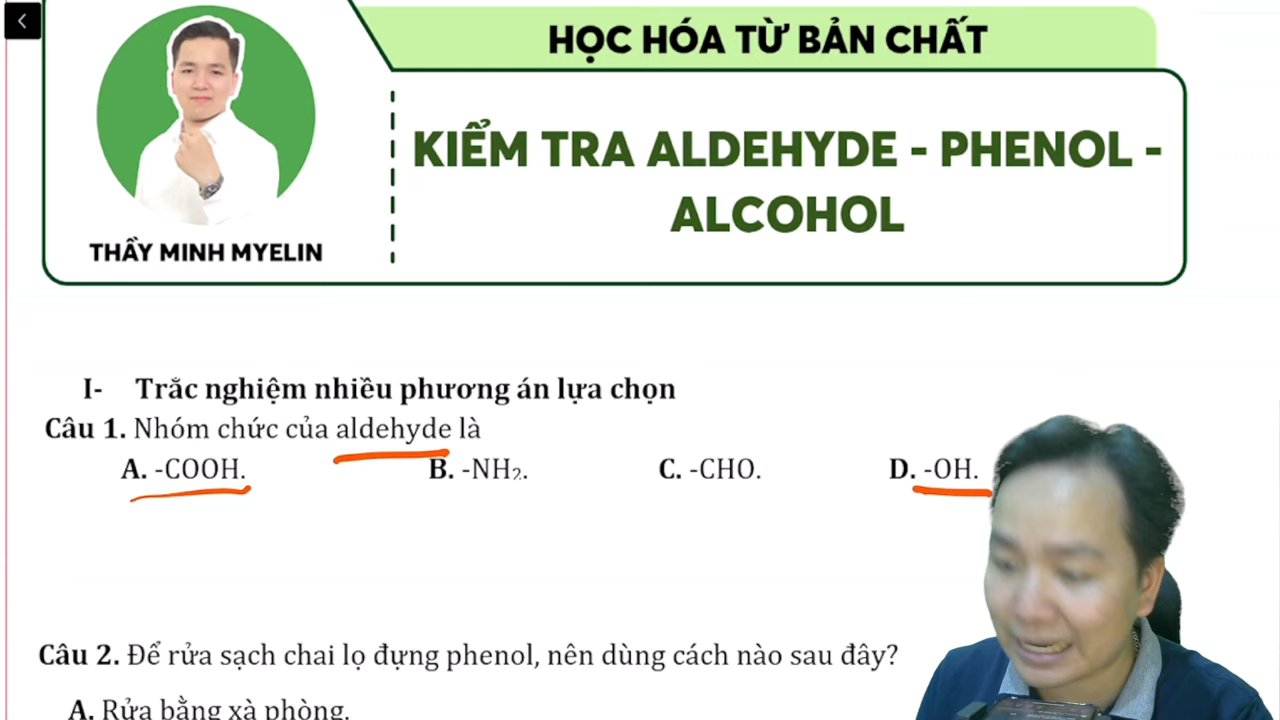 HỌC HÓA TỪ BẢN CHẤT
KIỂM TRA ALDEHYDE - PHENOL -
ALCOHOL
THẦY MINH MYELIN
I- Trắc nghiệm nhiều phương án lựa chọn
Câu 1. Nhóm chức của aldehyde là
A. -COOH. B. -NH₂. C. -CHO. D. -OH.
Câu 2. Để rửa sạch chai lọ đựng phenol, nên dùng cách nào sau đây?
A. Rửa bằng xà phòng.